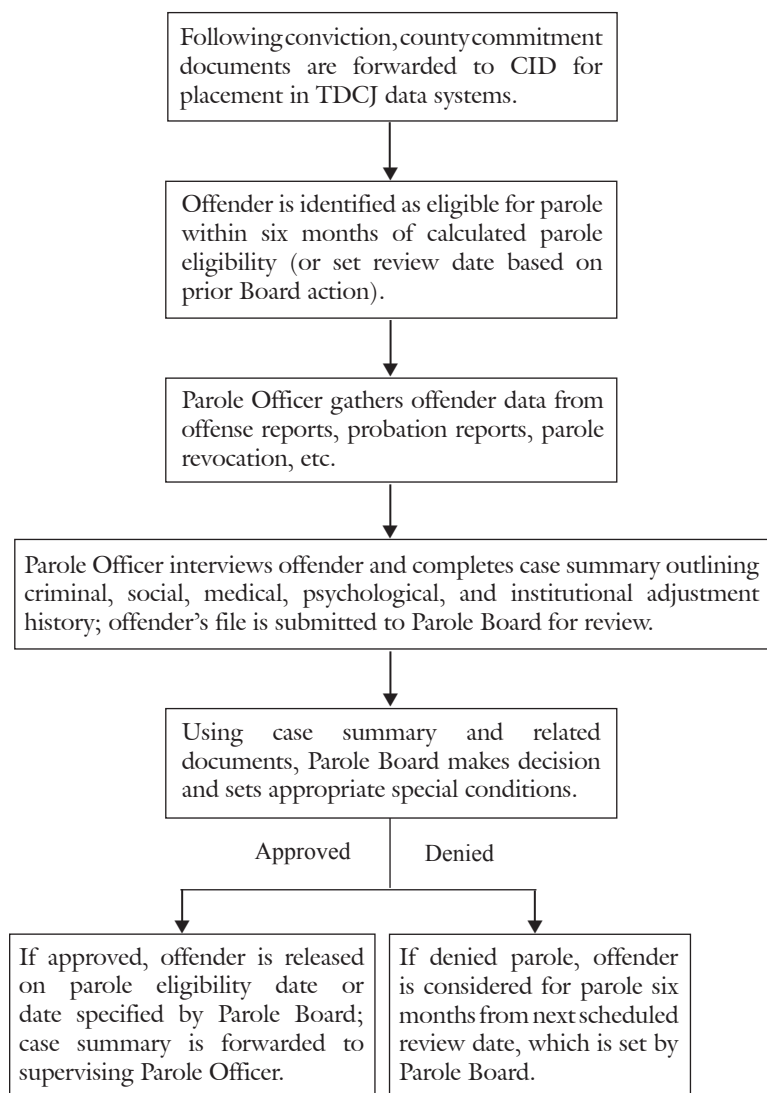 Following conviction, county commitment
documents are forwarded to CID for
placement in TDCJ data systems.
Offender is identified as eligible for parole
within six months of calculated parole
eligibility (or set review date based on
prior Board action).
Parole Officer gathers offender data from
offense reports, probation reports, parole
revocation, etc.
Parole Officer interviews offender and completes case summary outlining
criminal, social, medical, psychological, and institutional adjustment
history; offender's file is submitted to Parole Board for review.
Using case summary and related
documents, Parole Board makes decision
and sets appropriate special conditions.
Approved
Denied
If approved, offender is released
on parole eligibility date or
date specified by Parole Board;
case summary is forwarded to
supervising Parole Officer.
If denied parole, offender
is considered for parole six
months from next scheduled
review date, which is set by
Parole Board.